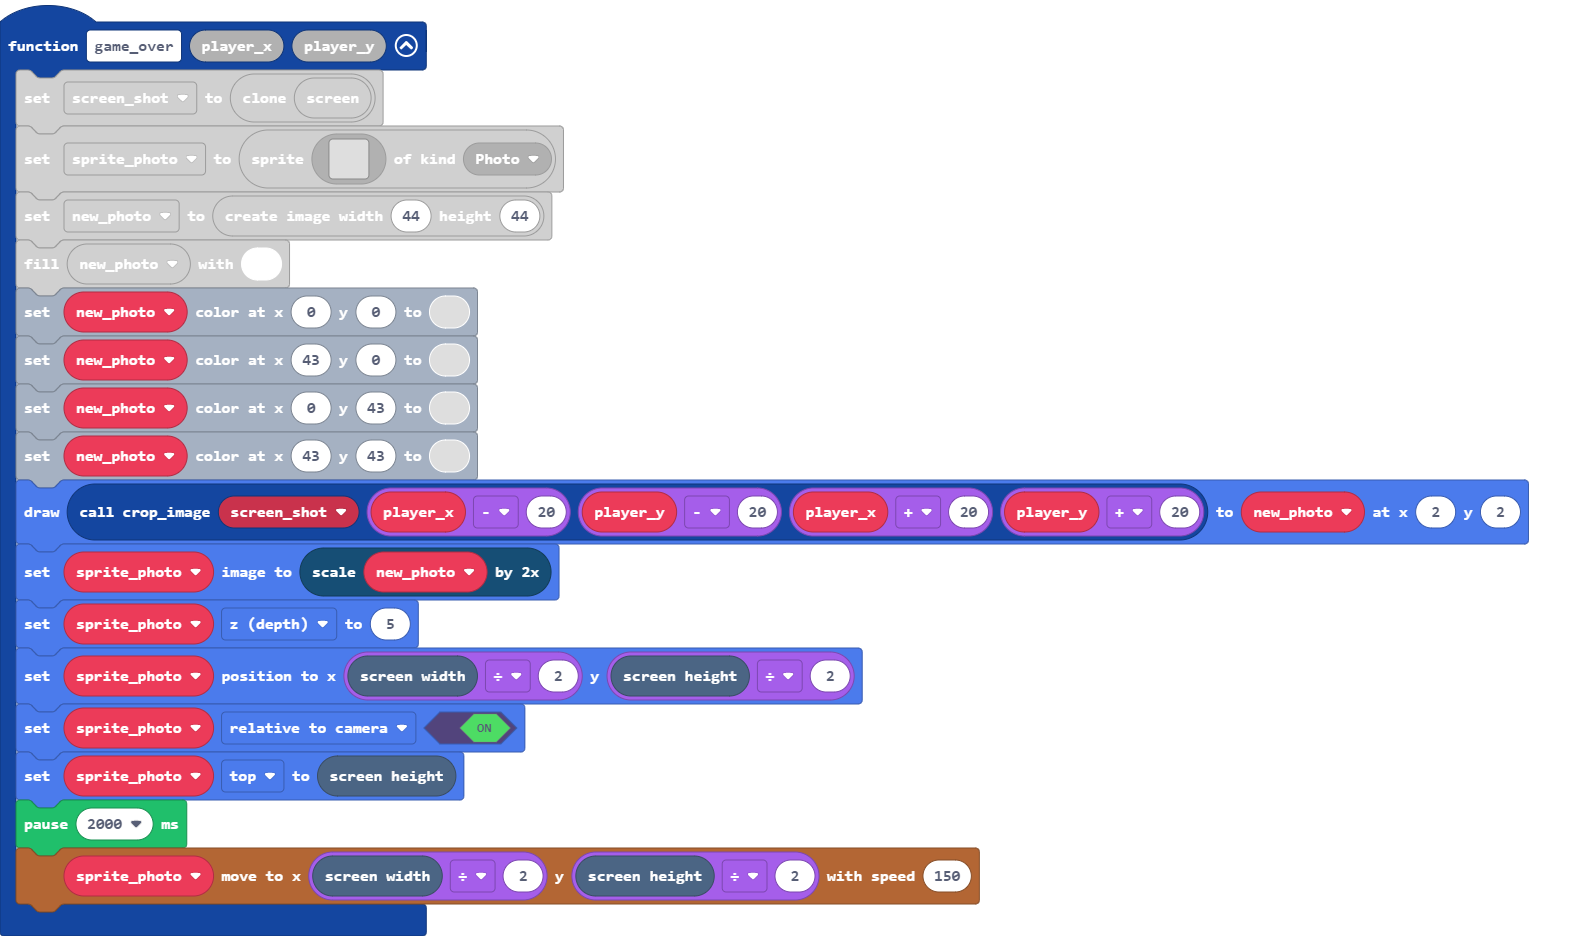 function game_over player_x player_y
set screen_shot to clone screen
set sprite_photo to sprite of kind Photo
set new_photo to create image width 44 height 44
fill new_photo with
set new_photo color at x 0 y 0 to
set new_photo color at x 43 y 0 to
set new_photo color at x 0 y 43 to
set new_photo color at x 43 y 43 to
draw call crop_image screen_shot player_x - 20 player_y - 20 player_x + 20 player_y + 20 to new_photo at x 2 y 2
set sprite_photo image to scale new_photo by 2x
set sprite_photo z (depth) to 5
set sprite_photo position to x screen width ÷ 2 y screen height ÷ 2
set sprite_photo relative to camera ON
set sprite_photo top to screen height
pause 2000 ms
sprite_photo move to x screen width ÷ 2 y screen height ÷ 2 with speed 150